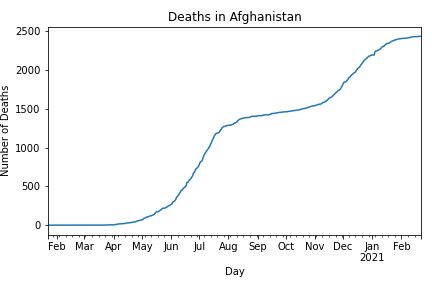 Deaths in Afghanistan
2500
2000
1500
1000
500
0
Number of Deaths
Feb Mar Apr May Jun Jul Aug Sep Oct Nov Dec Jan Feb
2021
Day